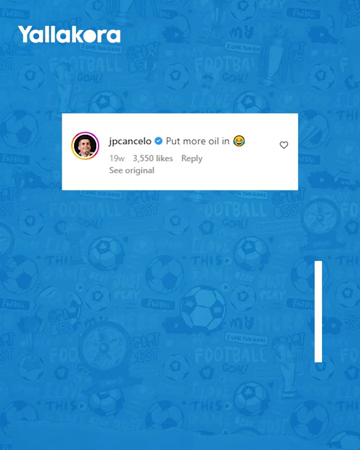 Yallakora
jpcancelo Put more oil in 😂
19w 3,550 likes Reply
See original